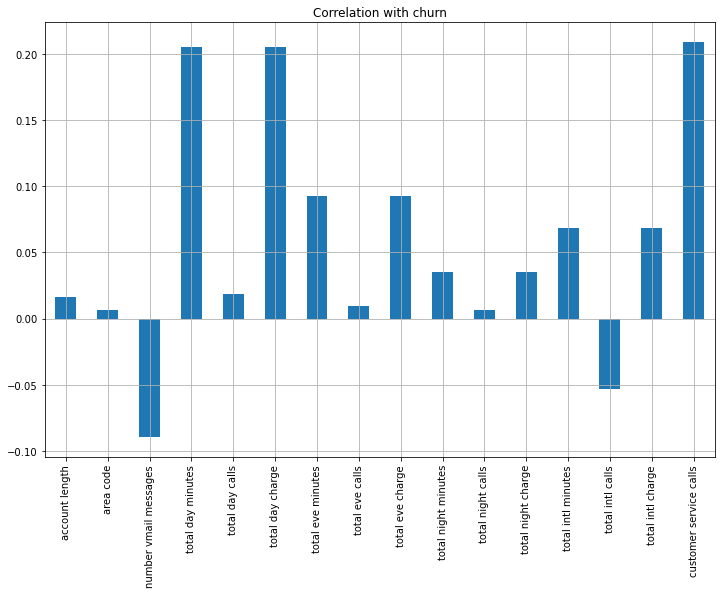 Correlation with churn
0.20
0.15
0.10
0.05
0.00
−0.05
−0.10
account length
area code
number vmail messages
total day minutes
total day calls
total day charge
total eve minutes
total eve calls
total eve charge
total night minutes
total night calls
total night charge
total intl minutes
total intl calls
total intl charge
customer service calls